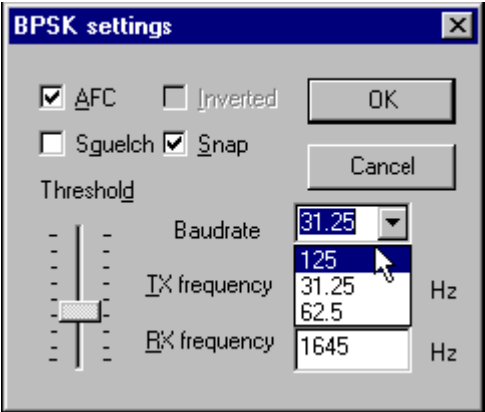 BPSK settings
AFC
Inverted
OK
Sguelch
Snap
Cancel
Threshold
Baudrate
31.25
125
31.25
62.5
TX frequency
Hz
RX frequency
1645
Hz